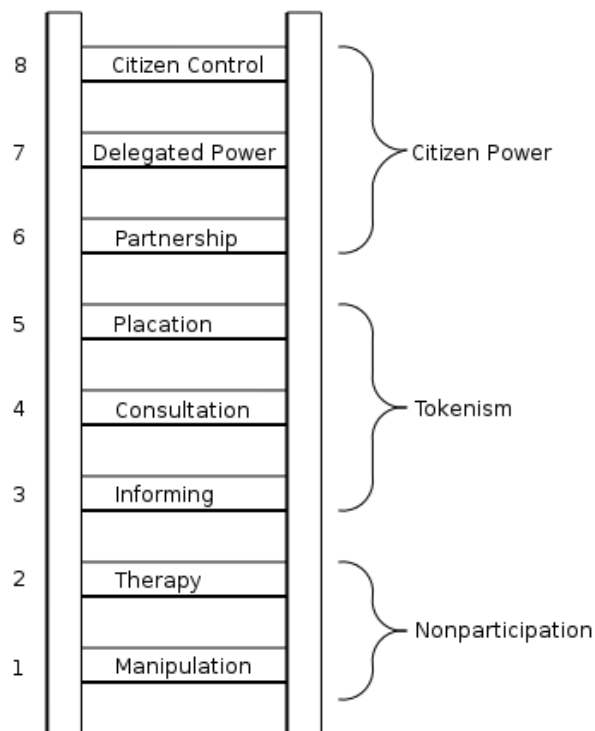 8 Citizen Control
7 Delegated Power Citizen Power
6 Partnership
5 Placation
4 Consultation Tokenism
3 Informing
2 Therapy
Nonparticipation
1 Manipulation